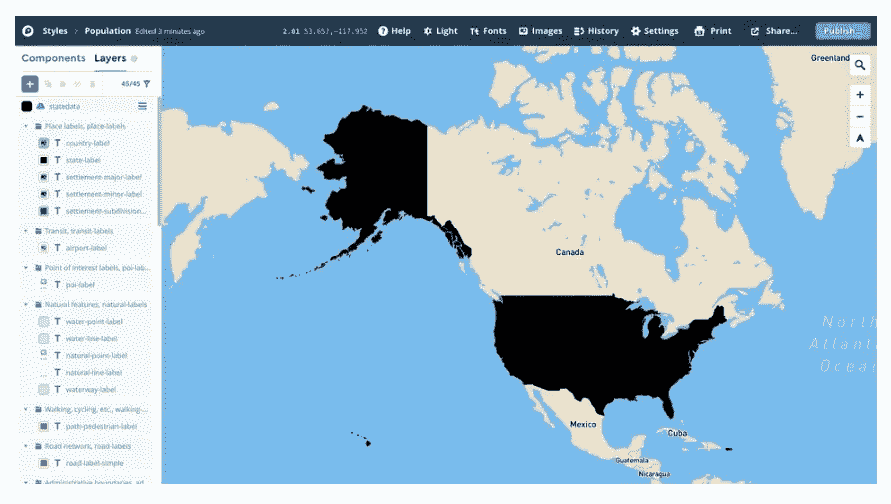 Styles > Population Edited 3 minutes ago
2.01 53.657,-117.952
Help
Light
Fonts
Images
History
Settings
Print
Share...
Publish...
Components Layers
45/45
statedata
Place labels, place-labels
country-label
state-label
settlement-major-label
settlement-minor-label
settlement-subdivision...
Transit, transit-labels
airport-label
Point of interest labels, poi-lab...
poi-label
Natural features, natural-labels
water-point-label
water-line-label
natural-point-label
natural-line-label
waterway-label
Walking, cycling, etc., walking-...
path-pedestrian-label
Road network, road-labels
road-label-simple
Administrative boundaries, ad...
Greenland
Canada
North
Atlant
Ocean
Mexico
Cuba
Guatemala
Nicaragua